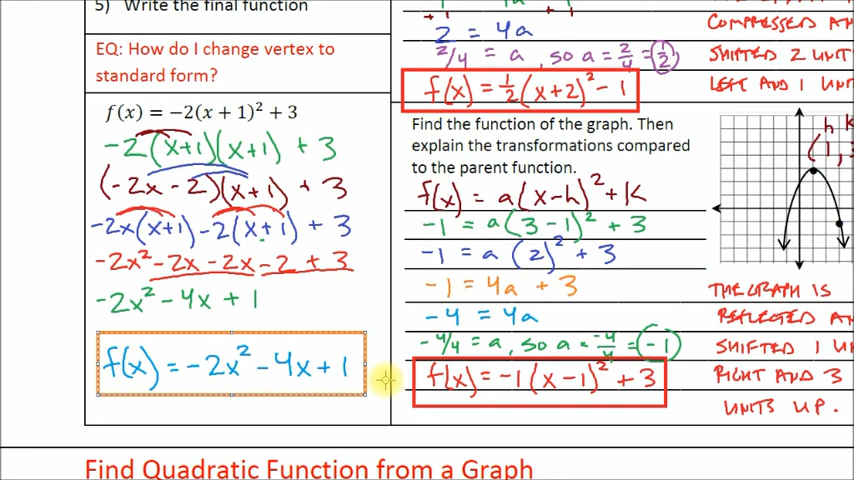 5) Write the final function
EQ: How do I change vertex to
standard form?
f(x) = −2(x + 1)² + 3
-2(x+1)(x+1) + 3
(-2x - 2)(x+1) + 3
-2x(x+1) -2(x+1) + 3
-2x² -2x -2x -2 + 3
-2x² -4x + 1
f(x) = -2x² -4x + 1
2 = 4a
2/4 = a, so a = 2/4 = 1/2
f(x) = 1/2 (x+2)² - 1
Find the function of the graph. Then
explain the transformations compared
to the parent function.
f(x) = a(x-h)² + K
-1 = a(3-1)² + 3
-1 = a(2)² + 3
-1 = 4a + 3
-4 = 4a
-4/4 = a, so a = -4/4 = -1
f(x) = -1(x-1)² + 3
COMPRESSED
SHIFTED 2
LEFT AND 1
h
(1,
THE GRAPH IS
REFLECTED
SHIFTED 1
RIGHT AND 3
UNITS UP.
Find Quadratic Function from a Graph